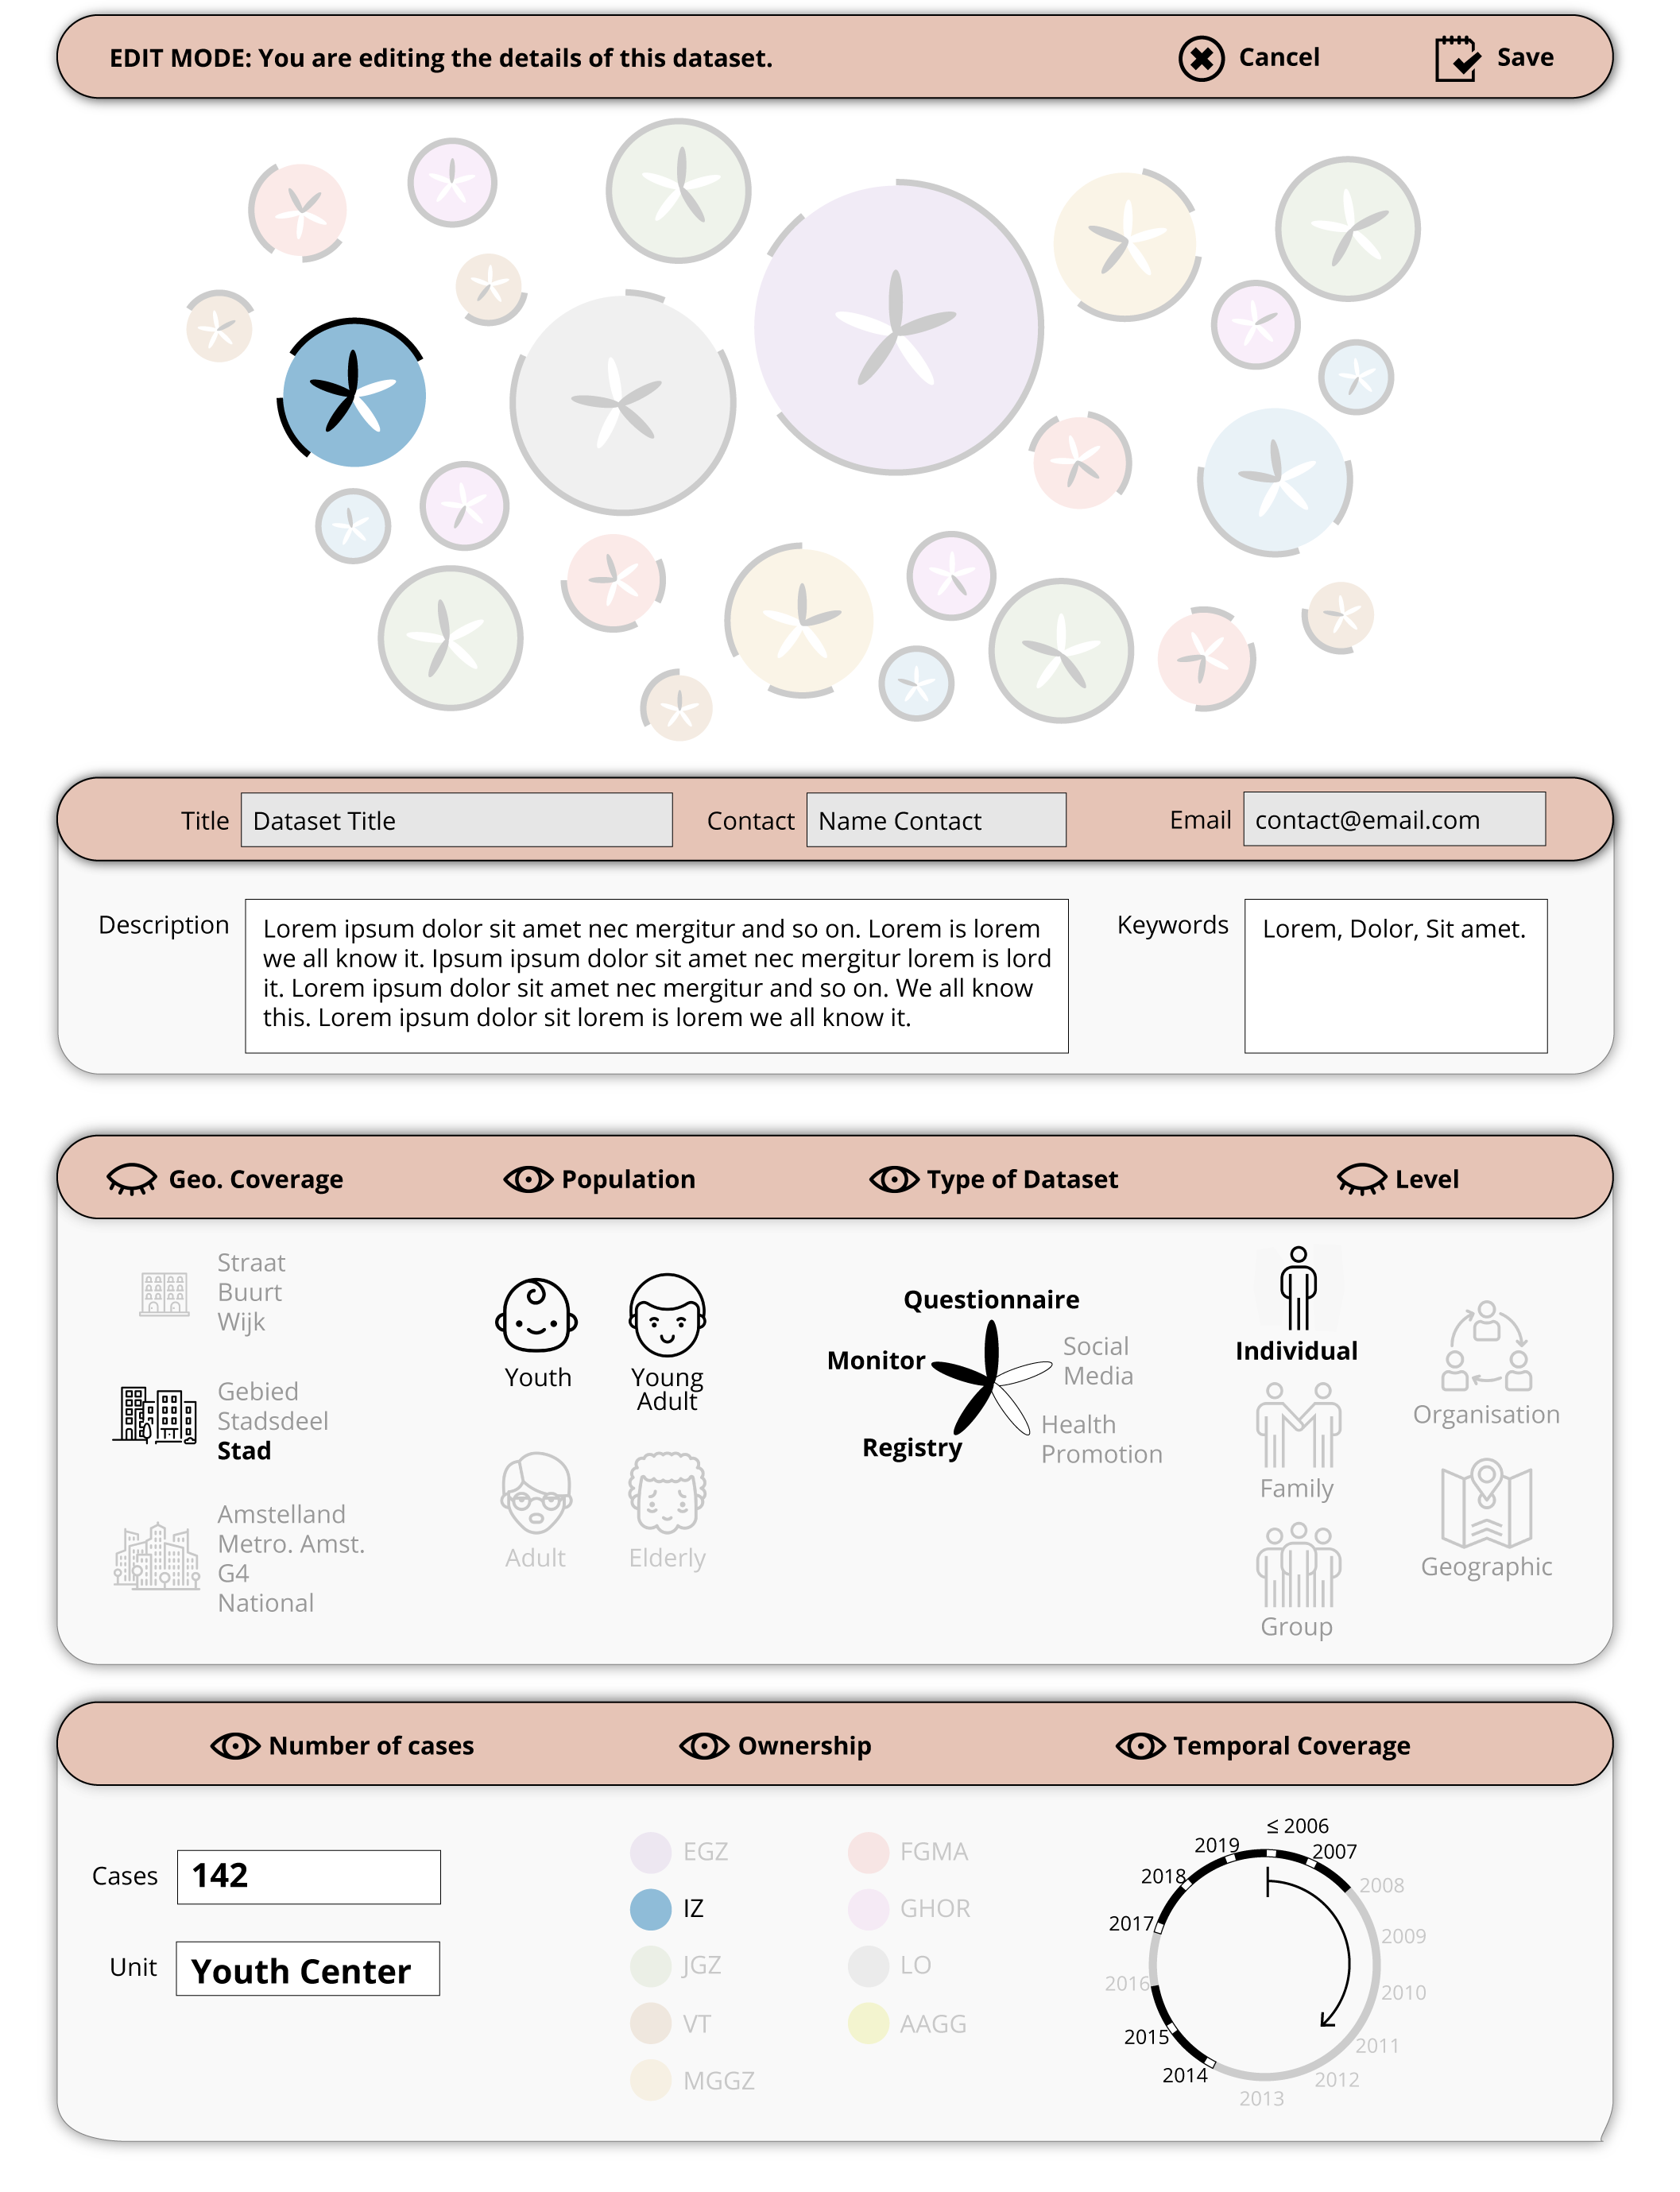 EDIT MODE: You are editing the details of this dataset.
Cancel
Save
Title
Dataset Title
Contact
Name Contact
Email
contact@email.com
Description
Lorem ipsum dolor sit amet nec mergitur and so on. Lorem is lorem
we all know it. Ipsum ipsum dolor sit amet nec mergitur lorem is lord
it. Lorem ipsum dolor sit amet nec mergitur and so on. We all know
this. Lorem ipsum dolor sit lorem is lorem we all know it.
Keywords
Lorem, Dolor, Sit amet.
Geo. Coverage
Population
Type of Dataset
Level
Straat
Buurt
Wijk
Gebied
Stadsdeel
Stad
Amstelland
Metro. Amst.
G4
National
Youth
Young
Adult
Adult
Elderly
Questionnaire
Monitor
Social
Media
Registry
Health
Promotion
Individual
Family
Group
Organisation
Geographic
Number of cases
Ownership
Temporal Coverage
Cases
142
Unit
Youth Center
EGZ
IZ
JGZ
VT
MGGZ
FGMA
GHOR
LO
AAGG
≤ 2006
2007
2008
2009
2010
2011
2012
2013
2014
2015
2016
2017
2018
2019